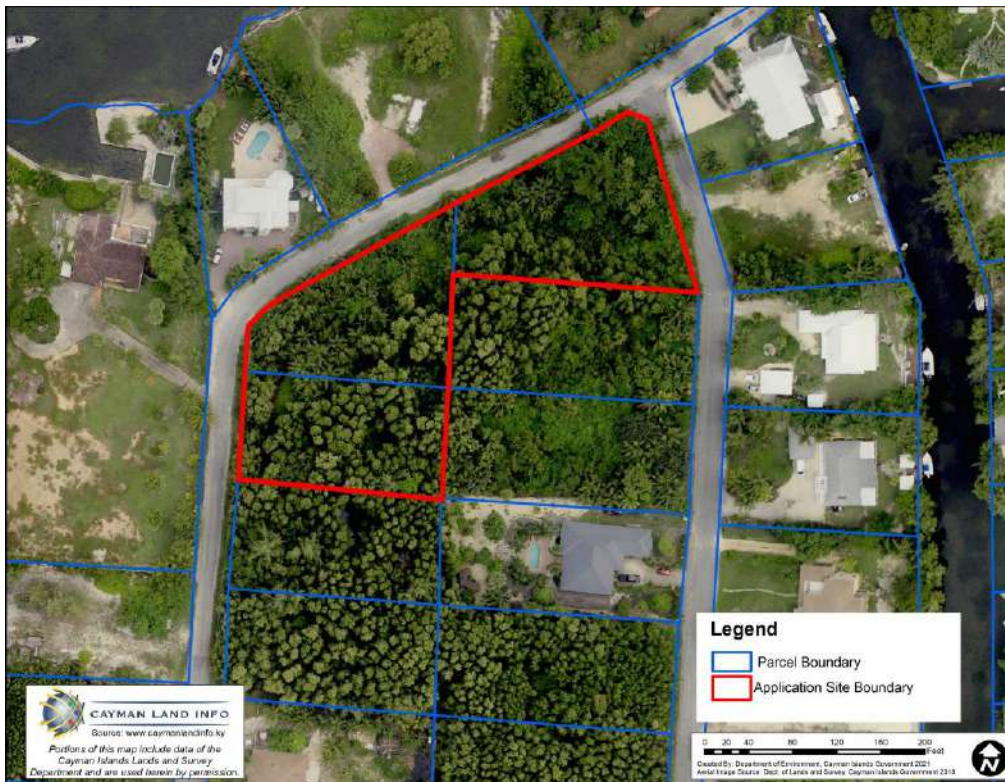 Legend
Parcel Boundary
Application Site Boundary
CAYMAN LAND INFO
Source: www.caymanlandinfo.ky
Portions of this map include data of the
Cayman Islands Lands and Survey
Department and are used herein by permission.
0 20 40 80 120 160 200
Feet
Created By: Department of Environment, Cayman Islands Government 2021
Aerial Image Source: Dept. of Lands and Survey, Cayman Islands Government 2018
N